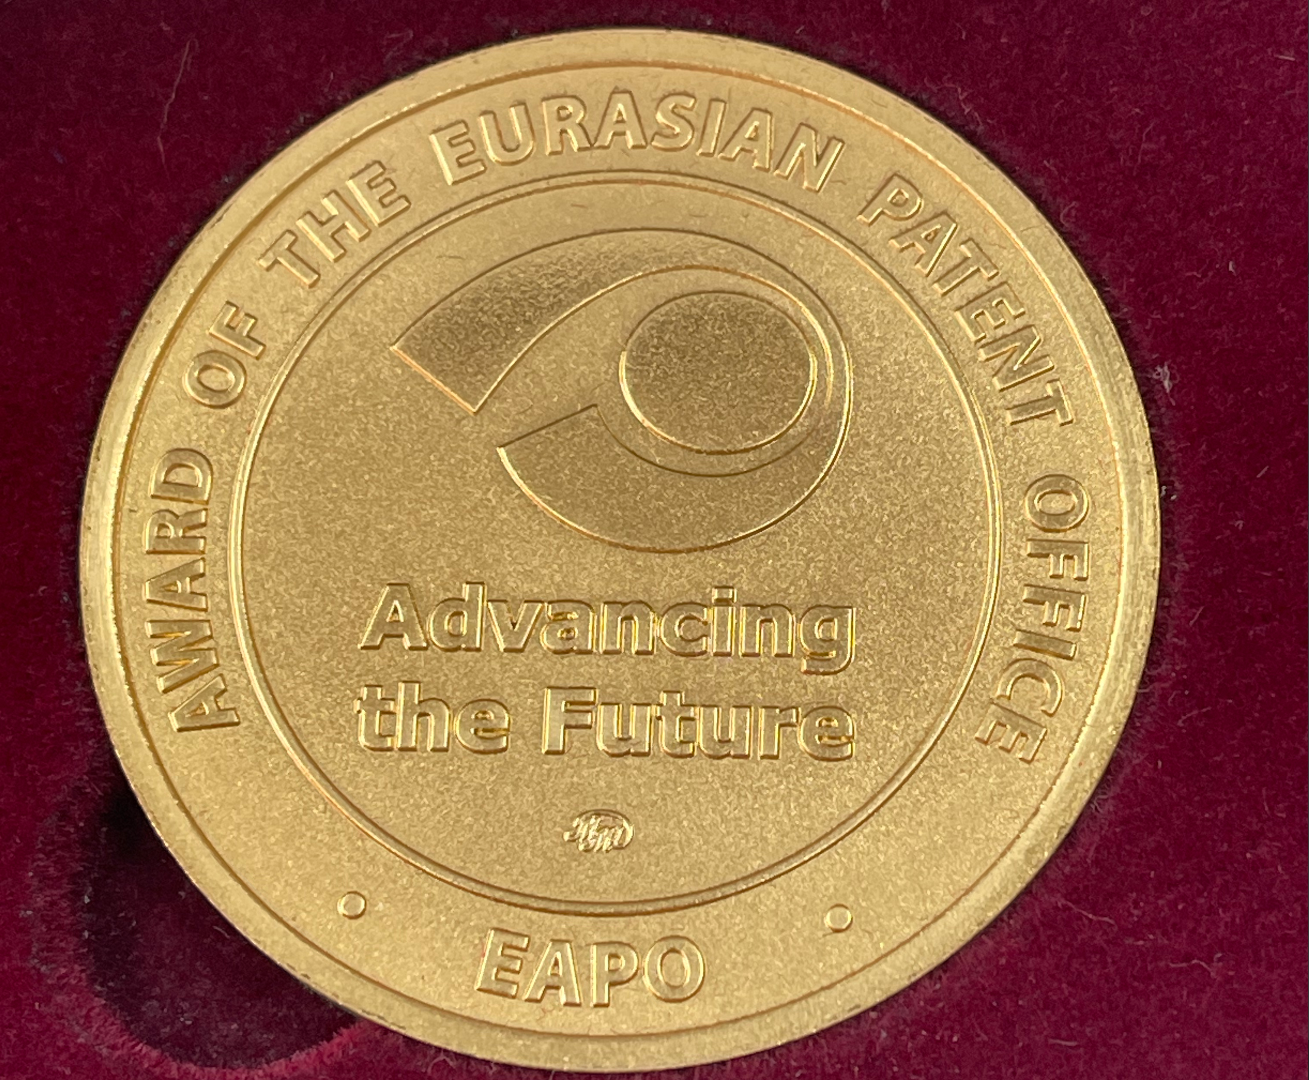 AWARD OF THE EURASIAN PATENT OFFICE
Advancing
the Future
EAPO